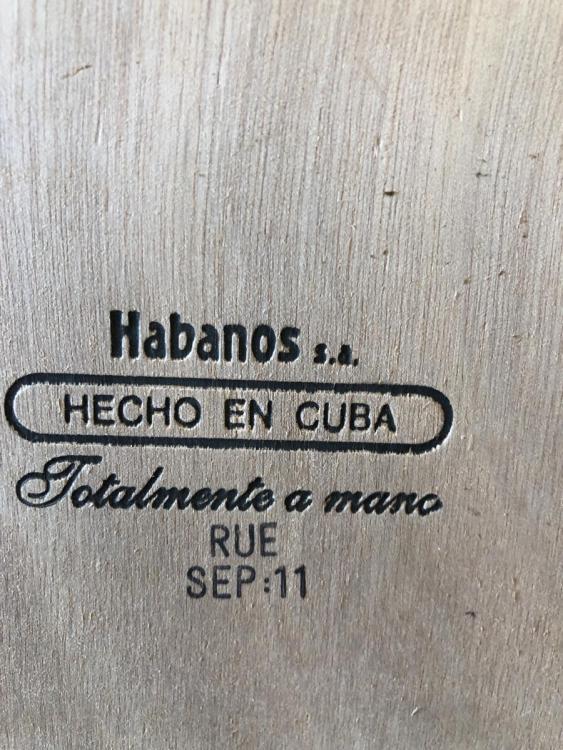 Habanos s.a.
HECHO EN CUBA
Totalmente a mano
RUE
SEP:11